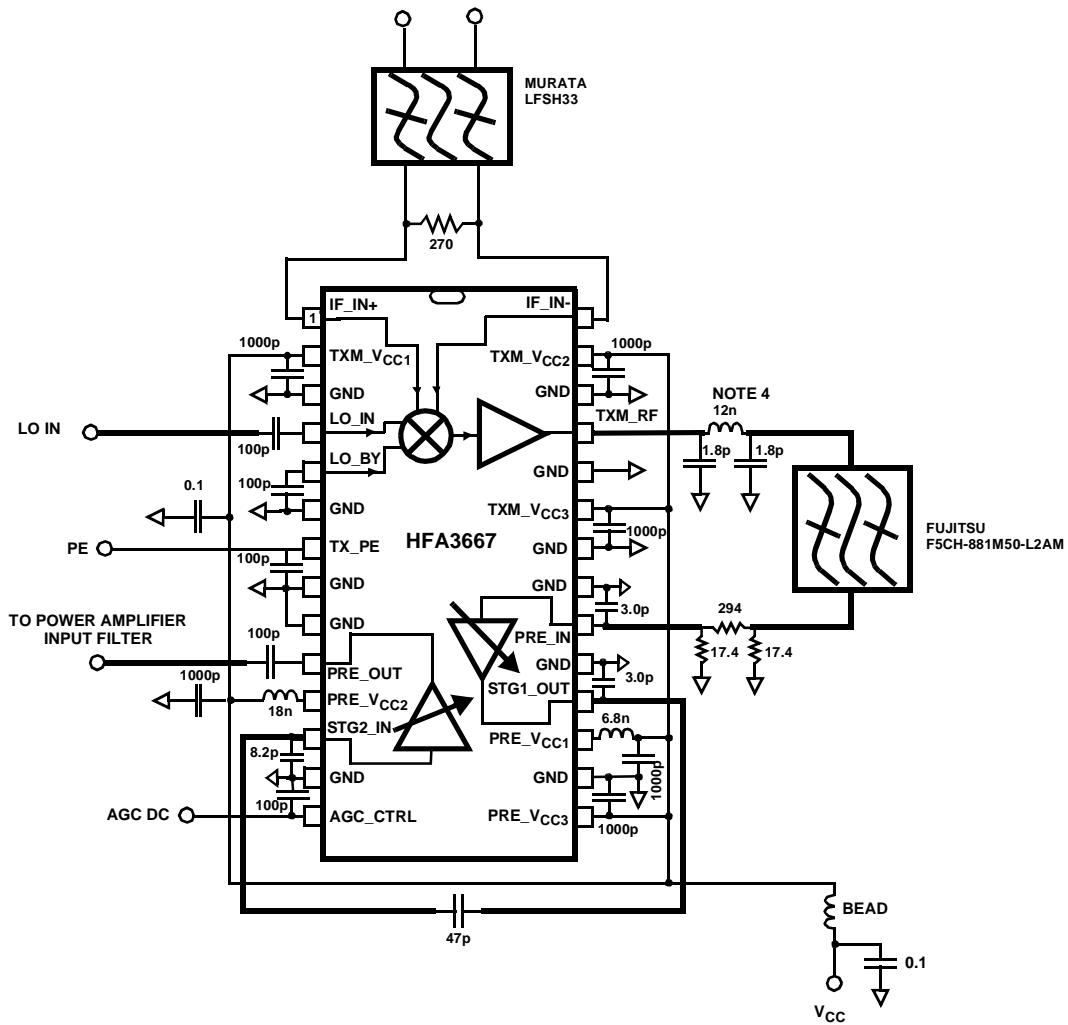 MURATA
LFSH33
270
IF_IN+
IF_IN-
1
1000p
TXM_VCC1
TXM_VCC2
1000p
GND
GND
NOTE 4
12n
LO IN
100p
LO_IN
TXM_RF
1.8p
1.8p
LO_BY
100p
GND
0.1
GND
TXM_VCC3
1000p
FUJITSU
F5CH-881M50-L2AM
PE
TX_PE
HFA3667
GND
100p
GND
GND
3.0p
294
TO POWER AMPLIFIER
INPUT FILTER
GND
PRE_IN
17.4
17.4
100p
PRE_OUT
GND
3.0p
1000p
18n
PRE_VCC2
STG1_OUT
STG2_IN
6.8n
PRE_VCC1
8.2p
1000p
GND
GND
100p
AGC DC
AGC_CTRL
PRE_VCC3
1000p
BEAD
47p
0.1
VCC